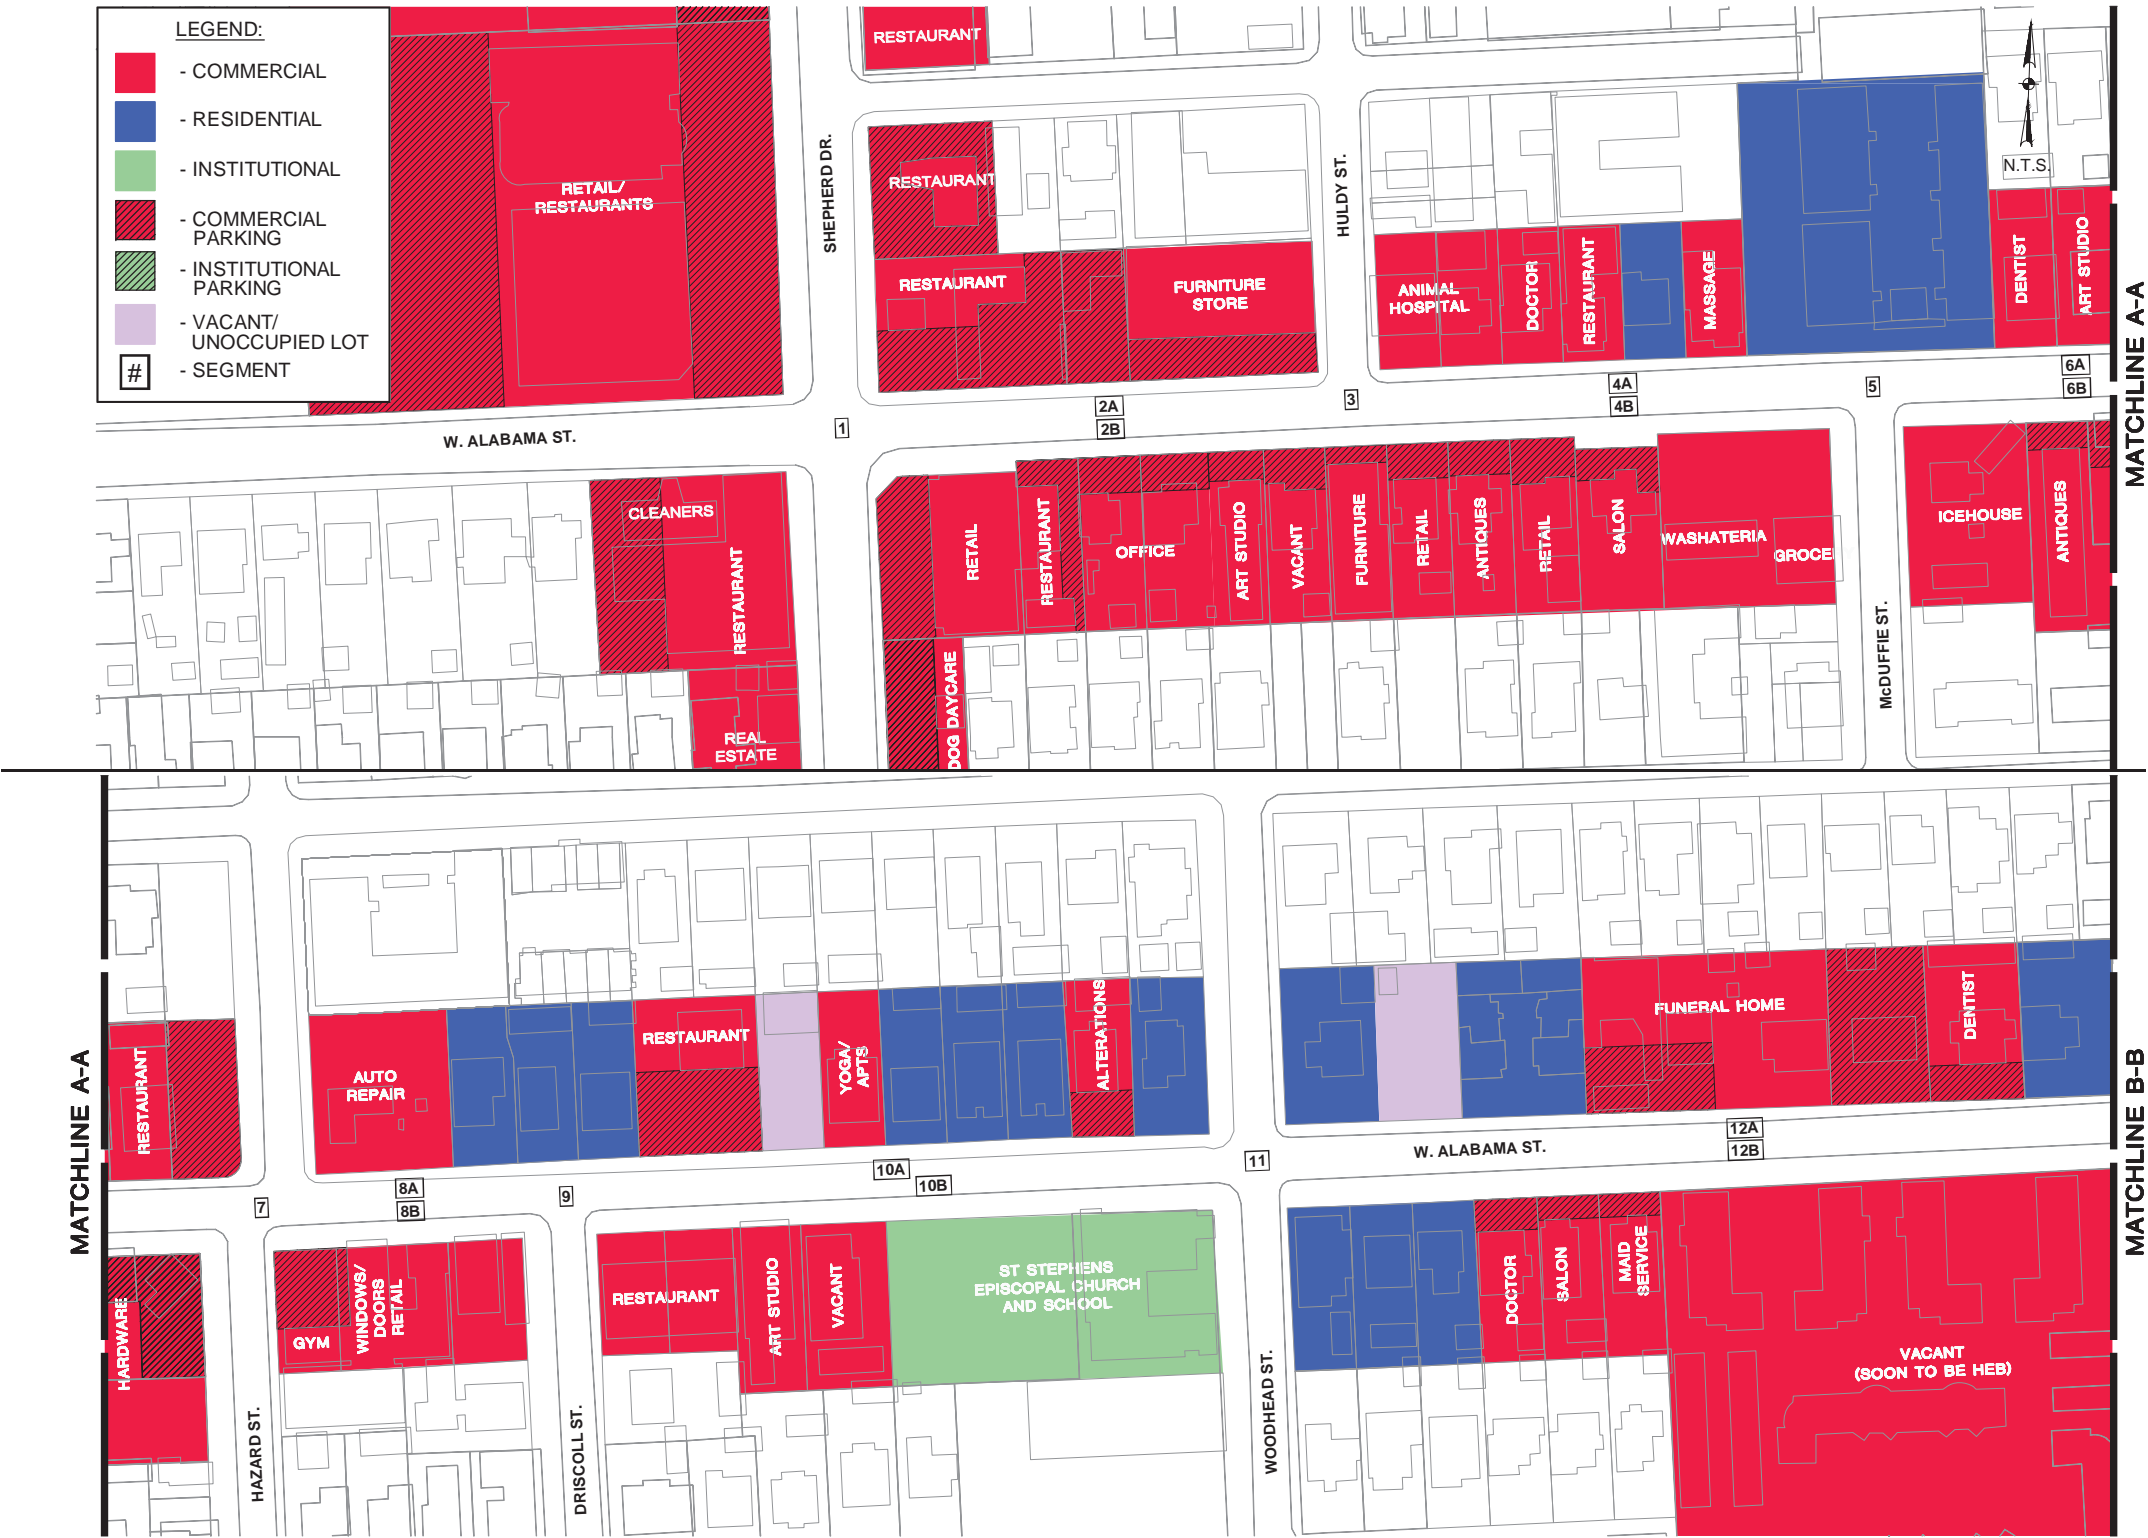 LEGEND:
- COMMERCIAL
- RESIDENTIAL
- INSTITUTIONAL
- COMMERCIAL
PARKING
- INSTITUTIONAL
PARKING
- VACANT/
UNOCCUPIED LOT
# - SEGMENT
RETAIL/
RESTAURANTS
SHEPHERD DR.
RESTAURANT
RESTAURANT
RESTAURANT
FURNITURE
STORE
HULDY ST.
ANIMAL
HOSPITAL
DOCTOR
RESTAURANT
MASSAGE
N.T.S.
DENTIST
ART STUDIO
MATCHLINE A-A
W. ALABAMA ST.
1
2A
2B
3
4A
4B
5
6A
6B
CLEANERS
RESTAURANT
REAL
ESTATE
RETAIL
DOG DAYCARE
RESTAURANT
OFFICE
ART STUDIO
VACANT
FURNITURE
RETAIL
ANTIQUES
RETAIL
SALON
WASHATERIA
GROCE
McDUFFIE ST.
ICEHOUSE
ANTIQUES
MATCHLINE A-A
RESTAURANT
AUTO
REPAIR
RESTAURANT
YOGA/
APTS
ALTERATIONS
FUNERAL HOME
DENTIST
MATCHLINE B-B
7
8A
8B
9
10A
10B
11
W. ALABAMA ST.
12A
12B
HARDWARE
HAZARD ST.
GYM
WINDOWS/
DOORS
RETAIL
DRISCOLL ST.
RESTAURANT
ART STUDIO
VACANT
ST STEPHENS
EPISCOPAL CHURCH
AND SCHOOL
WOODHEAD ST.
DOCTOR
SALON
MAID
SERVICE
VACANT
(SOON TO BE HEB)